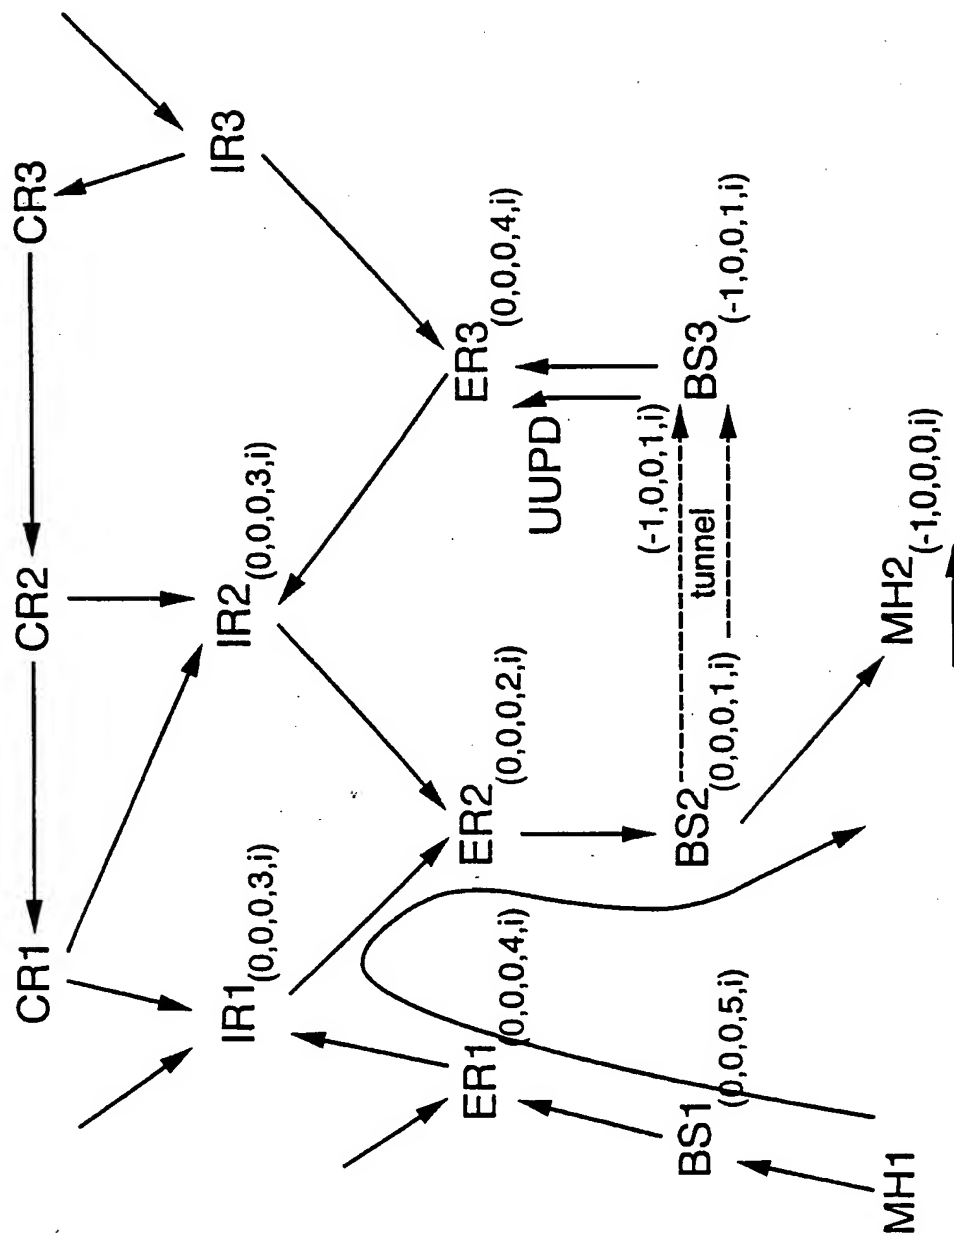 CR1 CR2 CR3
IR1(0,0,0,3,i) IR2(0,0,0,3,i) IR3
ER1(0,0,0,4,i) ER2(0,0,0,2,i) ER3(0,0,0,4,i)
UUPD
(-1,0,0,1,i)
tunnel
BS1(0,0,0,5,i) BS2(0,0,0,1,i) BS3(-1,0,0,1,i)
MH1 MH2(-1,0,0,0,i)